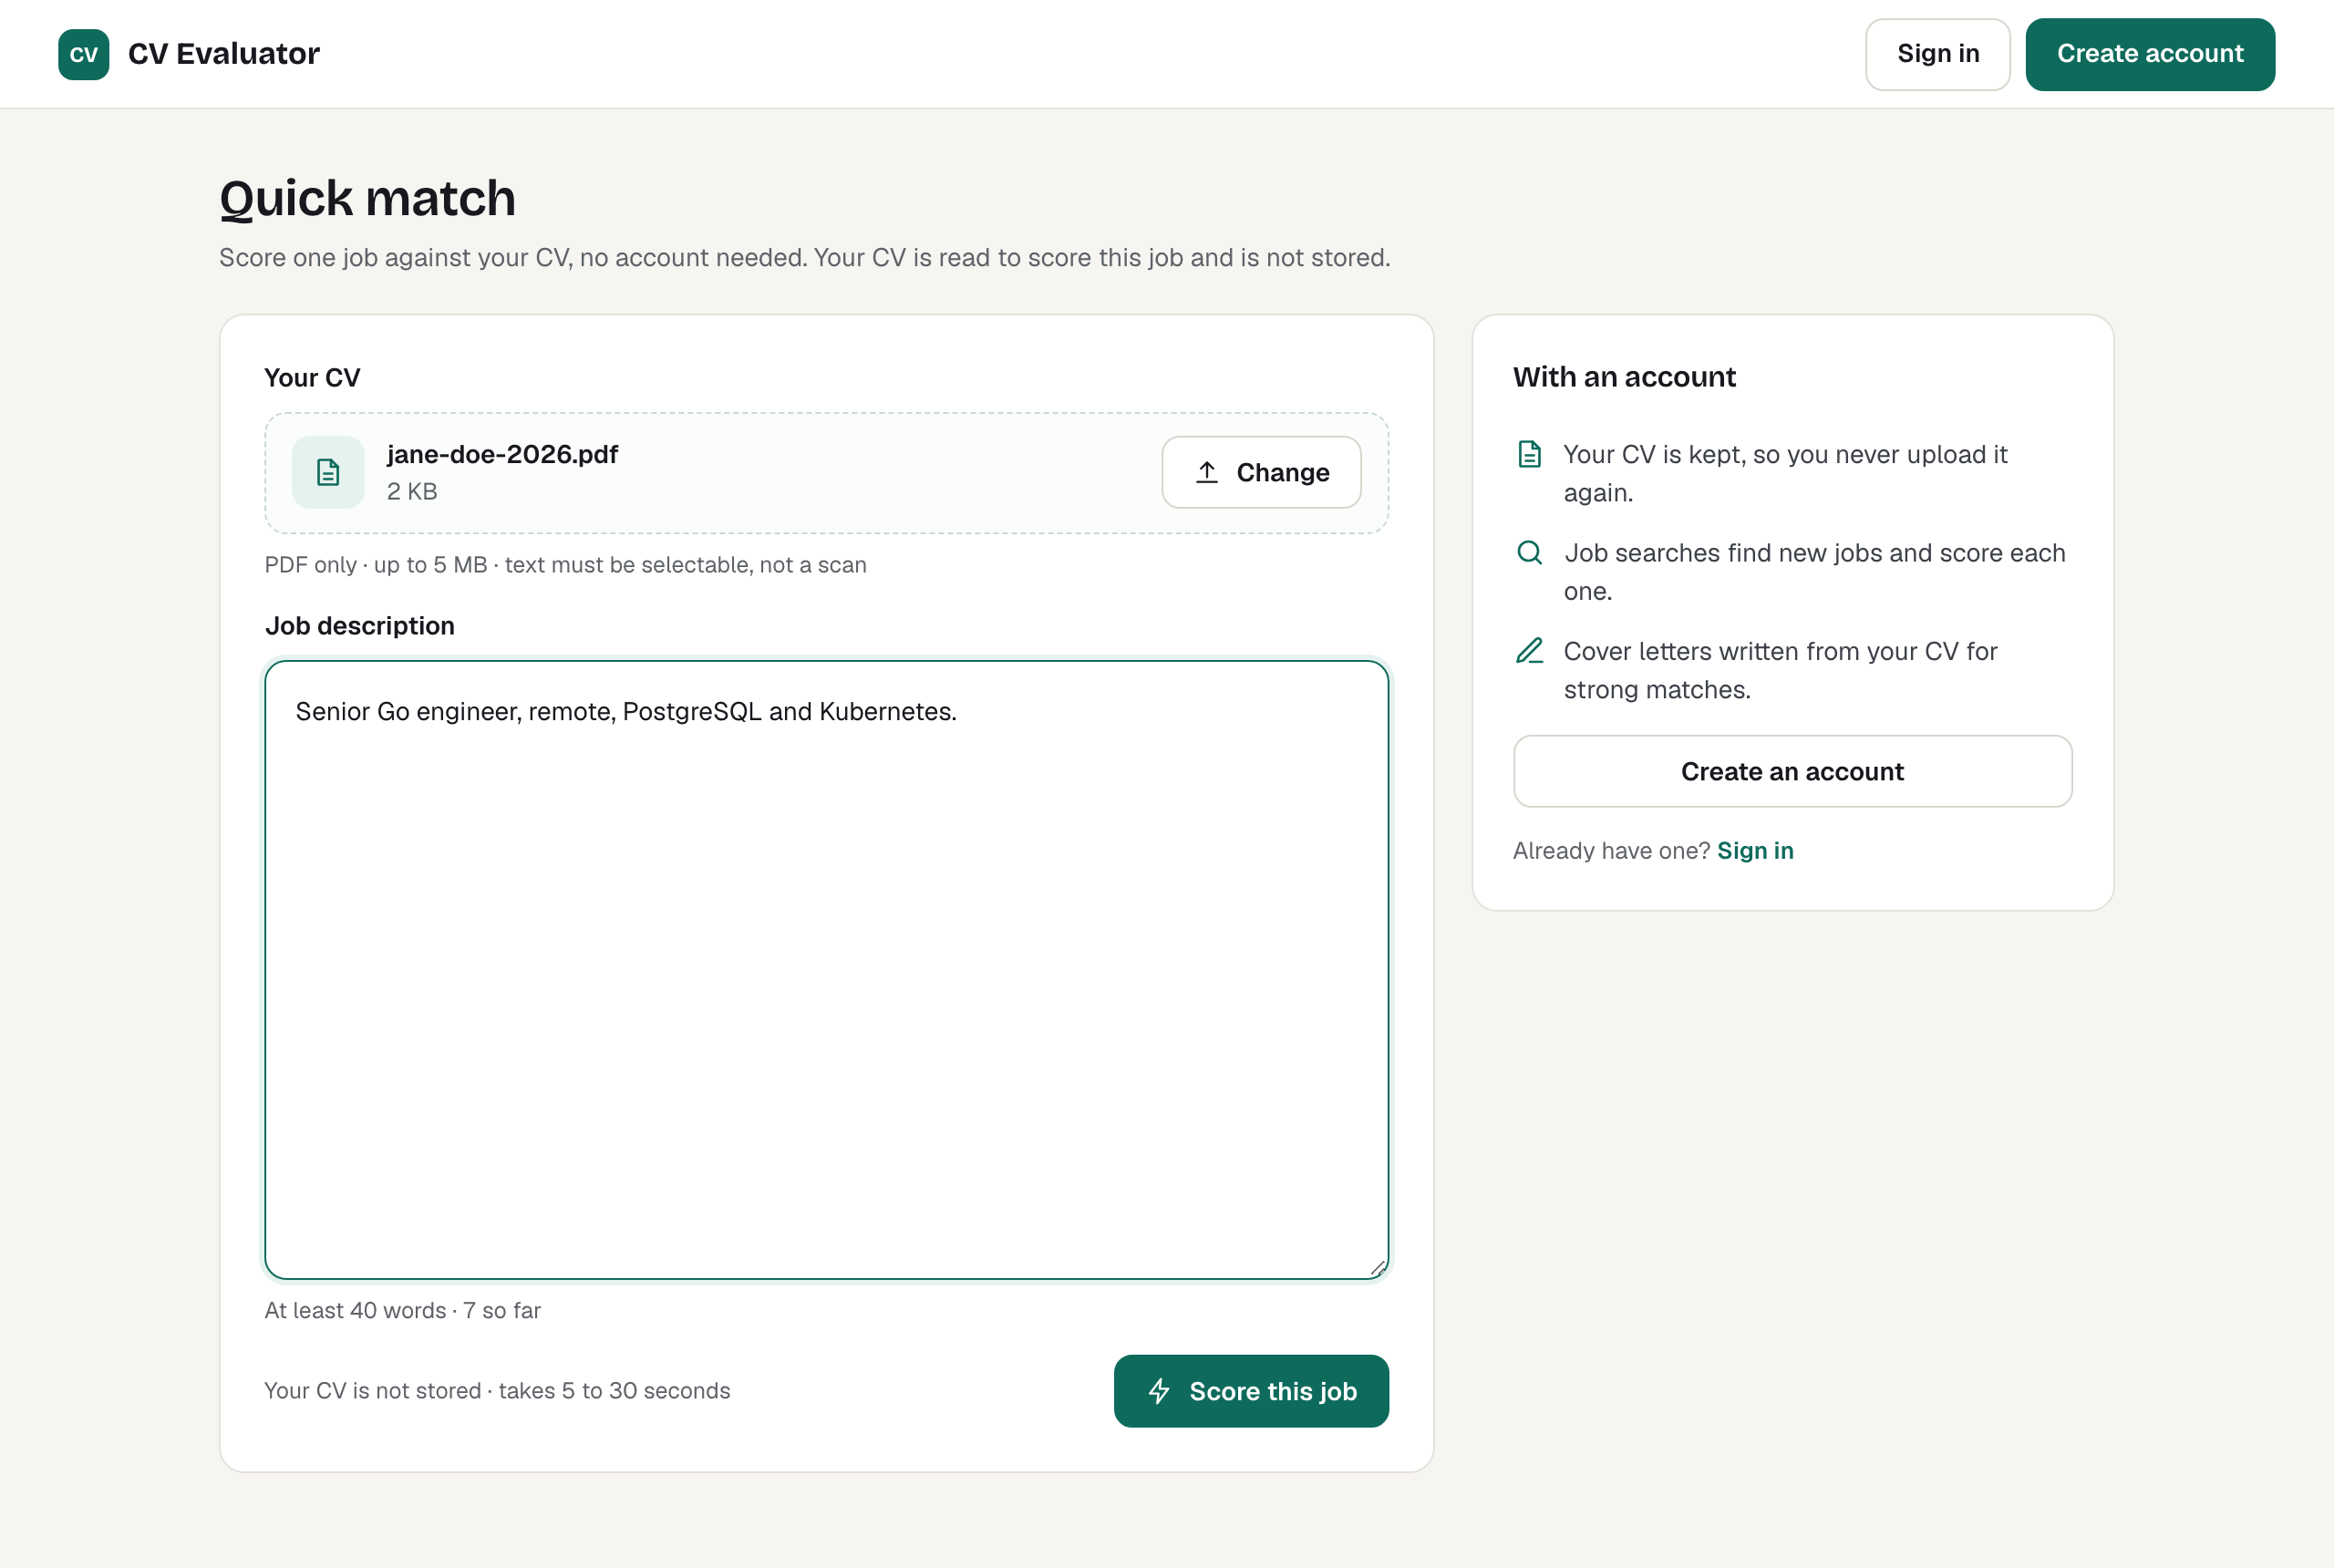 CV
CV Evaluator
Sign in
Create account
Quick match
Score one job against your CV, no account needed. Your CV is read to score this job and is not stored.
Your CV
jane-doe-2026.pdf
2 KB
Change
PDF only · up to 5 MB · text must be selectable, not a scan
Job description
Senior Go engineer, remote, PostgreSQL and Kubernetes.
At least 40 words · 7 so far
Your CV is not stored · takes 5 to 30 seconds
Score this job
With an account
Your CV is kept, so you never upload it
again.
Job searches find new jobs and score each
one.
Cover letters written from your CV for
strong matches.
Create an account
Already have one? Sign in